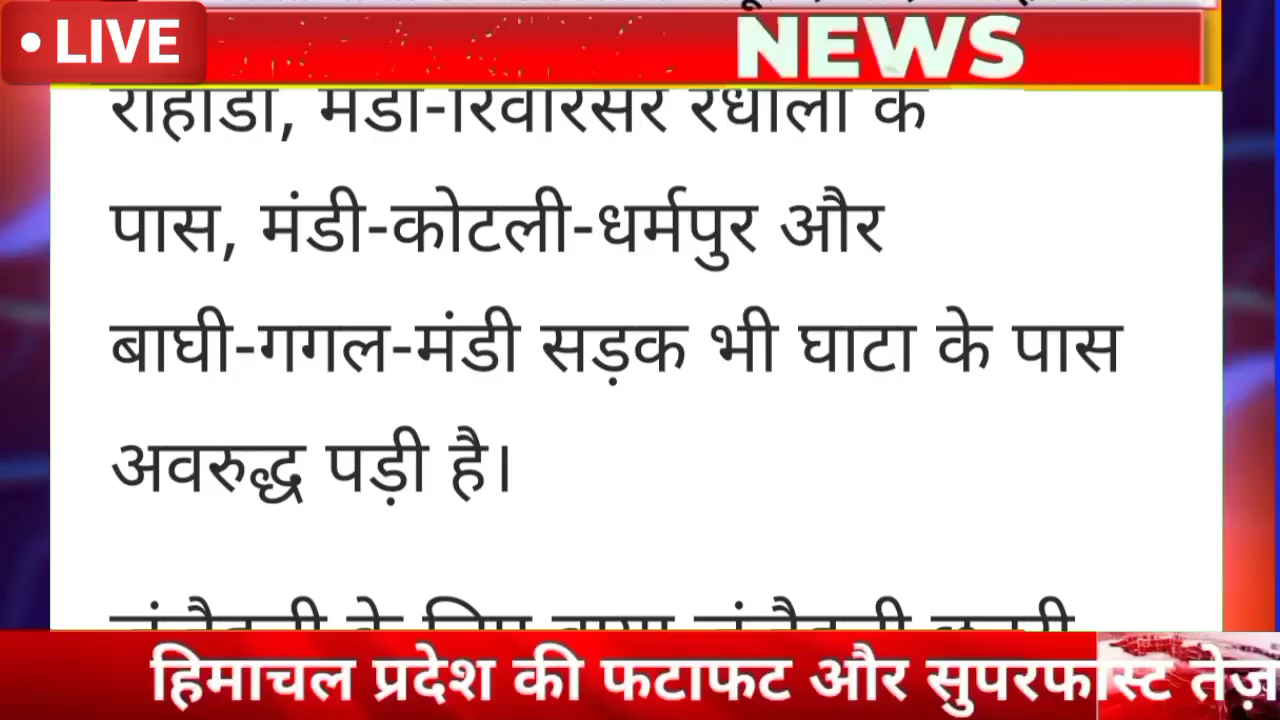 LIVE
NEWS
पास, मंडी-कोटली-धर्मपुर और
बाघी-गगल-मंडी सड़क भी घाटा के पास
अवरुद्ध पड़ी है।
हिमाचल प्रदेश की फटाफट और सुपरफास्ट तेज़